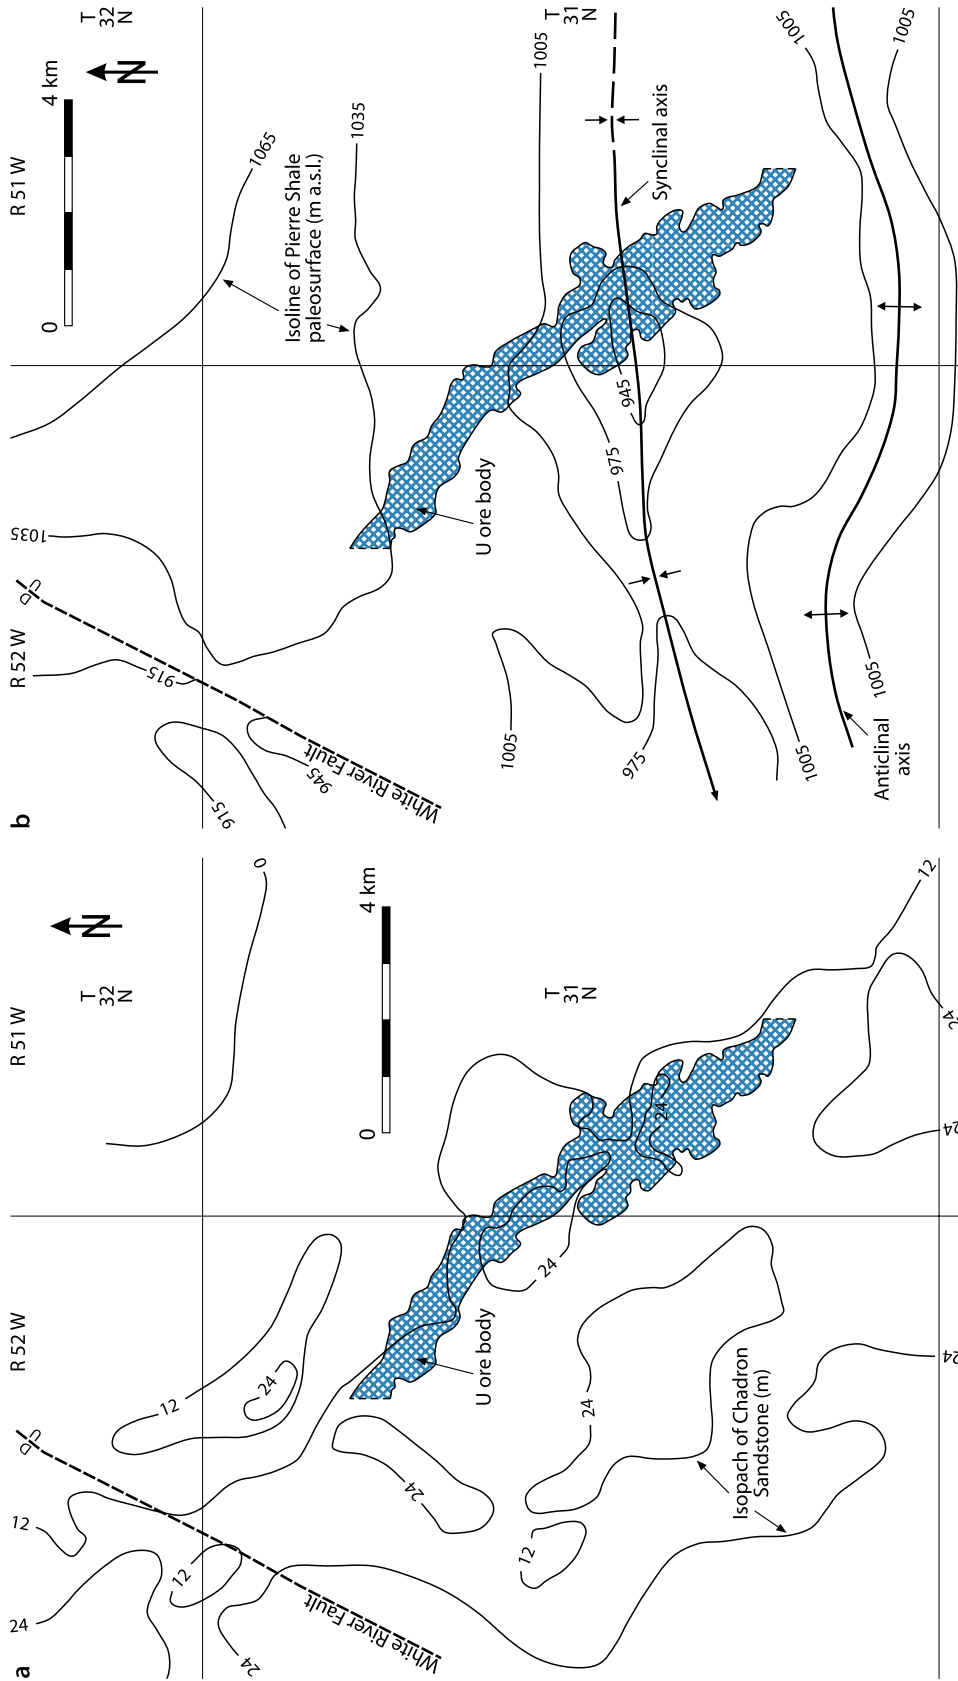 b
R 52 W
R 51 W
0
4 km
N
T
32
N
T
31
N
D
U
1035
1065
1035
915
915
945
White River Fault
Isoline of Pierre Shale
paleosurface (m a.s.l.)
U ore body
1005
1005
975
975
945
Synclinal axis
1005
1005
1005
1005
Anticlinal
axis
a
R 52 W
R 51 W
0
4 km
N
T
32
N
T
31
N
D
U
12
24
12
24
White River Fault
12
24
0
24
12
24
24
24
U ore body
Isopach of Chadron
Sandstone (m)
24
24
24
12